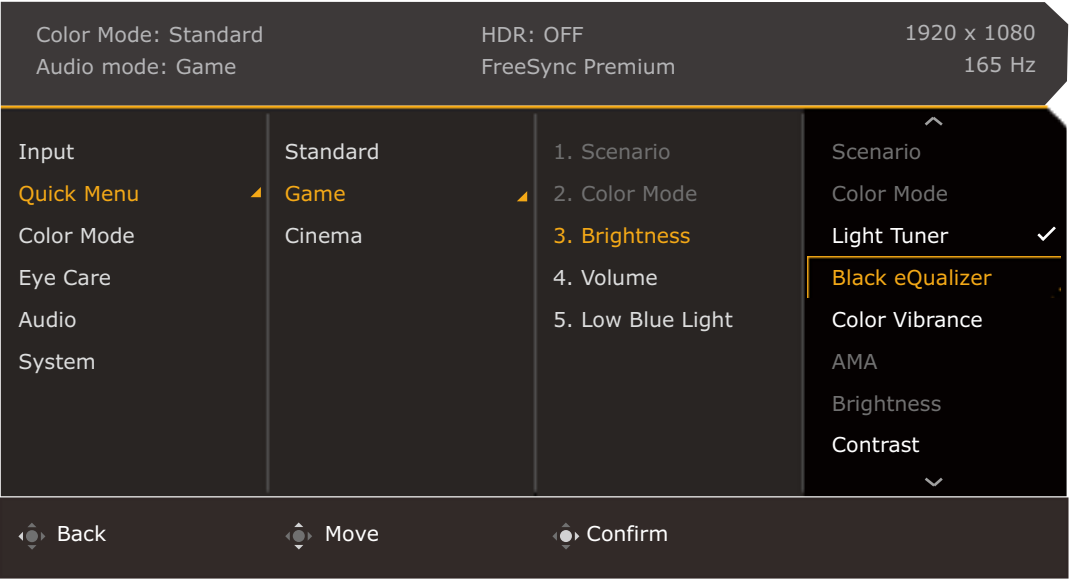 Color Mode: Standard
HDR: OFF
1920 x 1080
Audio mode: Game
FreeSync Premium
165 Hz
Input
Quick Menu
Color Mode
Eye Care
Audio
System
Standard
Game
Cinema
1. Scenario
2. Color Mode
3. Brightness
4. Volume
5. Low Blue Light
Scenario
Color Mode
Light Tuner
Black eQualizer
Color Vibrance
AMA
Brightness
Contrast
Back
Move
Confirm